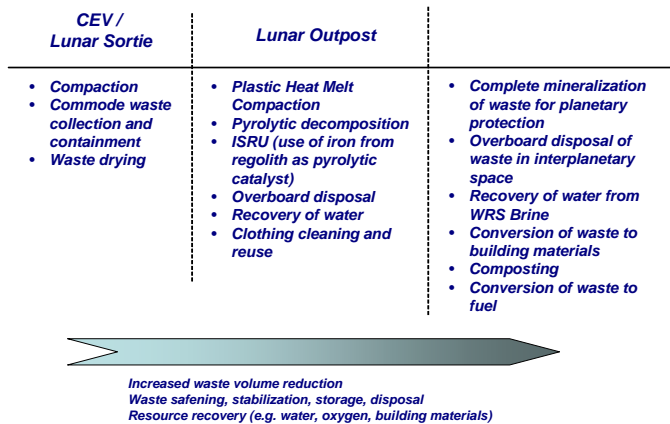 CEV /
Lunar Sortie
Lunar Outpost
• Compaction
• Commode waste
collection and
containment
• Waste drying
• Plastic Heat Melt
Compaction
• Pyrolytic decomposition
• ISRU (use of iron from
regolith as pyrolytic
catalyst)
• Overboard disposal
• Recovery of water
• Clothing cleaning and
reuse
• Complete mineralization
of waste for planetary
protection
• Overboard disposal of
waste in interplanetary
space
• Recovery of water from
WRS Brine
• Conversion of waste to
building materials
• Composting
• Conversion of waste to
fuel
Increased waste volume reduction
Waste safening, stabilization, storage, disposal
Resource recovery (e.g. water, oxygen, building materials)